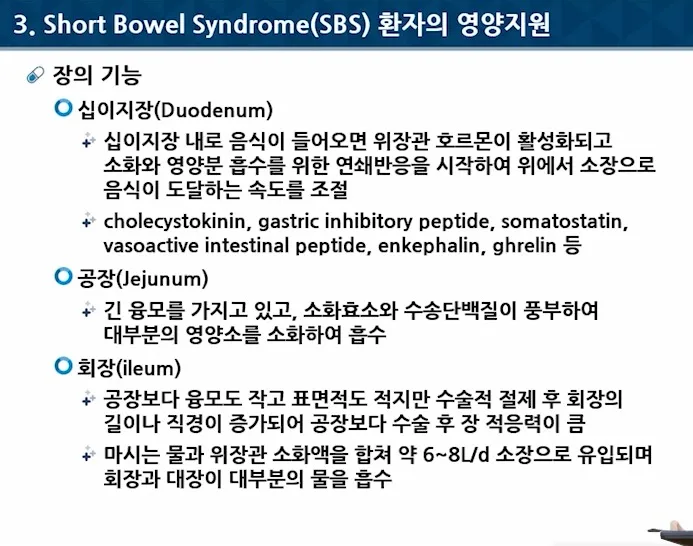 3. Short Bowel Syndrome(SBS) 환자의 영양지원
장의 기능
십이지장(Duodenum)
십이지장 내로 음식이 들어오면 위장관 호르몬이 활성화되고
소화와 영양분 흡수를 위한 연쇄반응을 시작하여 위에서 소장으로
음식이 도달하는 속도를 조절
cholecystokinin, gastric inhibitory peptide, somatostatin,
vasoactive intestinal peptide, enkephalin, ghrelin 등
공장(Jejunum)
긴 융모를 가지고 있고, 소화효소와 수송단백질이 풍부하여
대부분의 영양소를 소화하여 흡수
회장(ileum)
공장보다 융모도 작고 표면적도 적지만 수술적 절제 후 회장의
길이나 직경이 증가되어 공장보다 수술 후 장 적응력이 큼
마시는 물과 위장관 소화액을 합쳐 약 6~8L/d 소장으로 유입되며
회장과 대장이 대부분의 물을 흡수